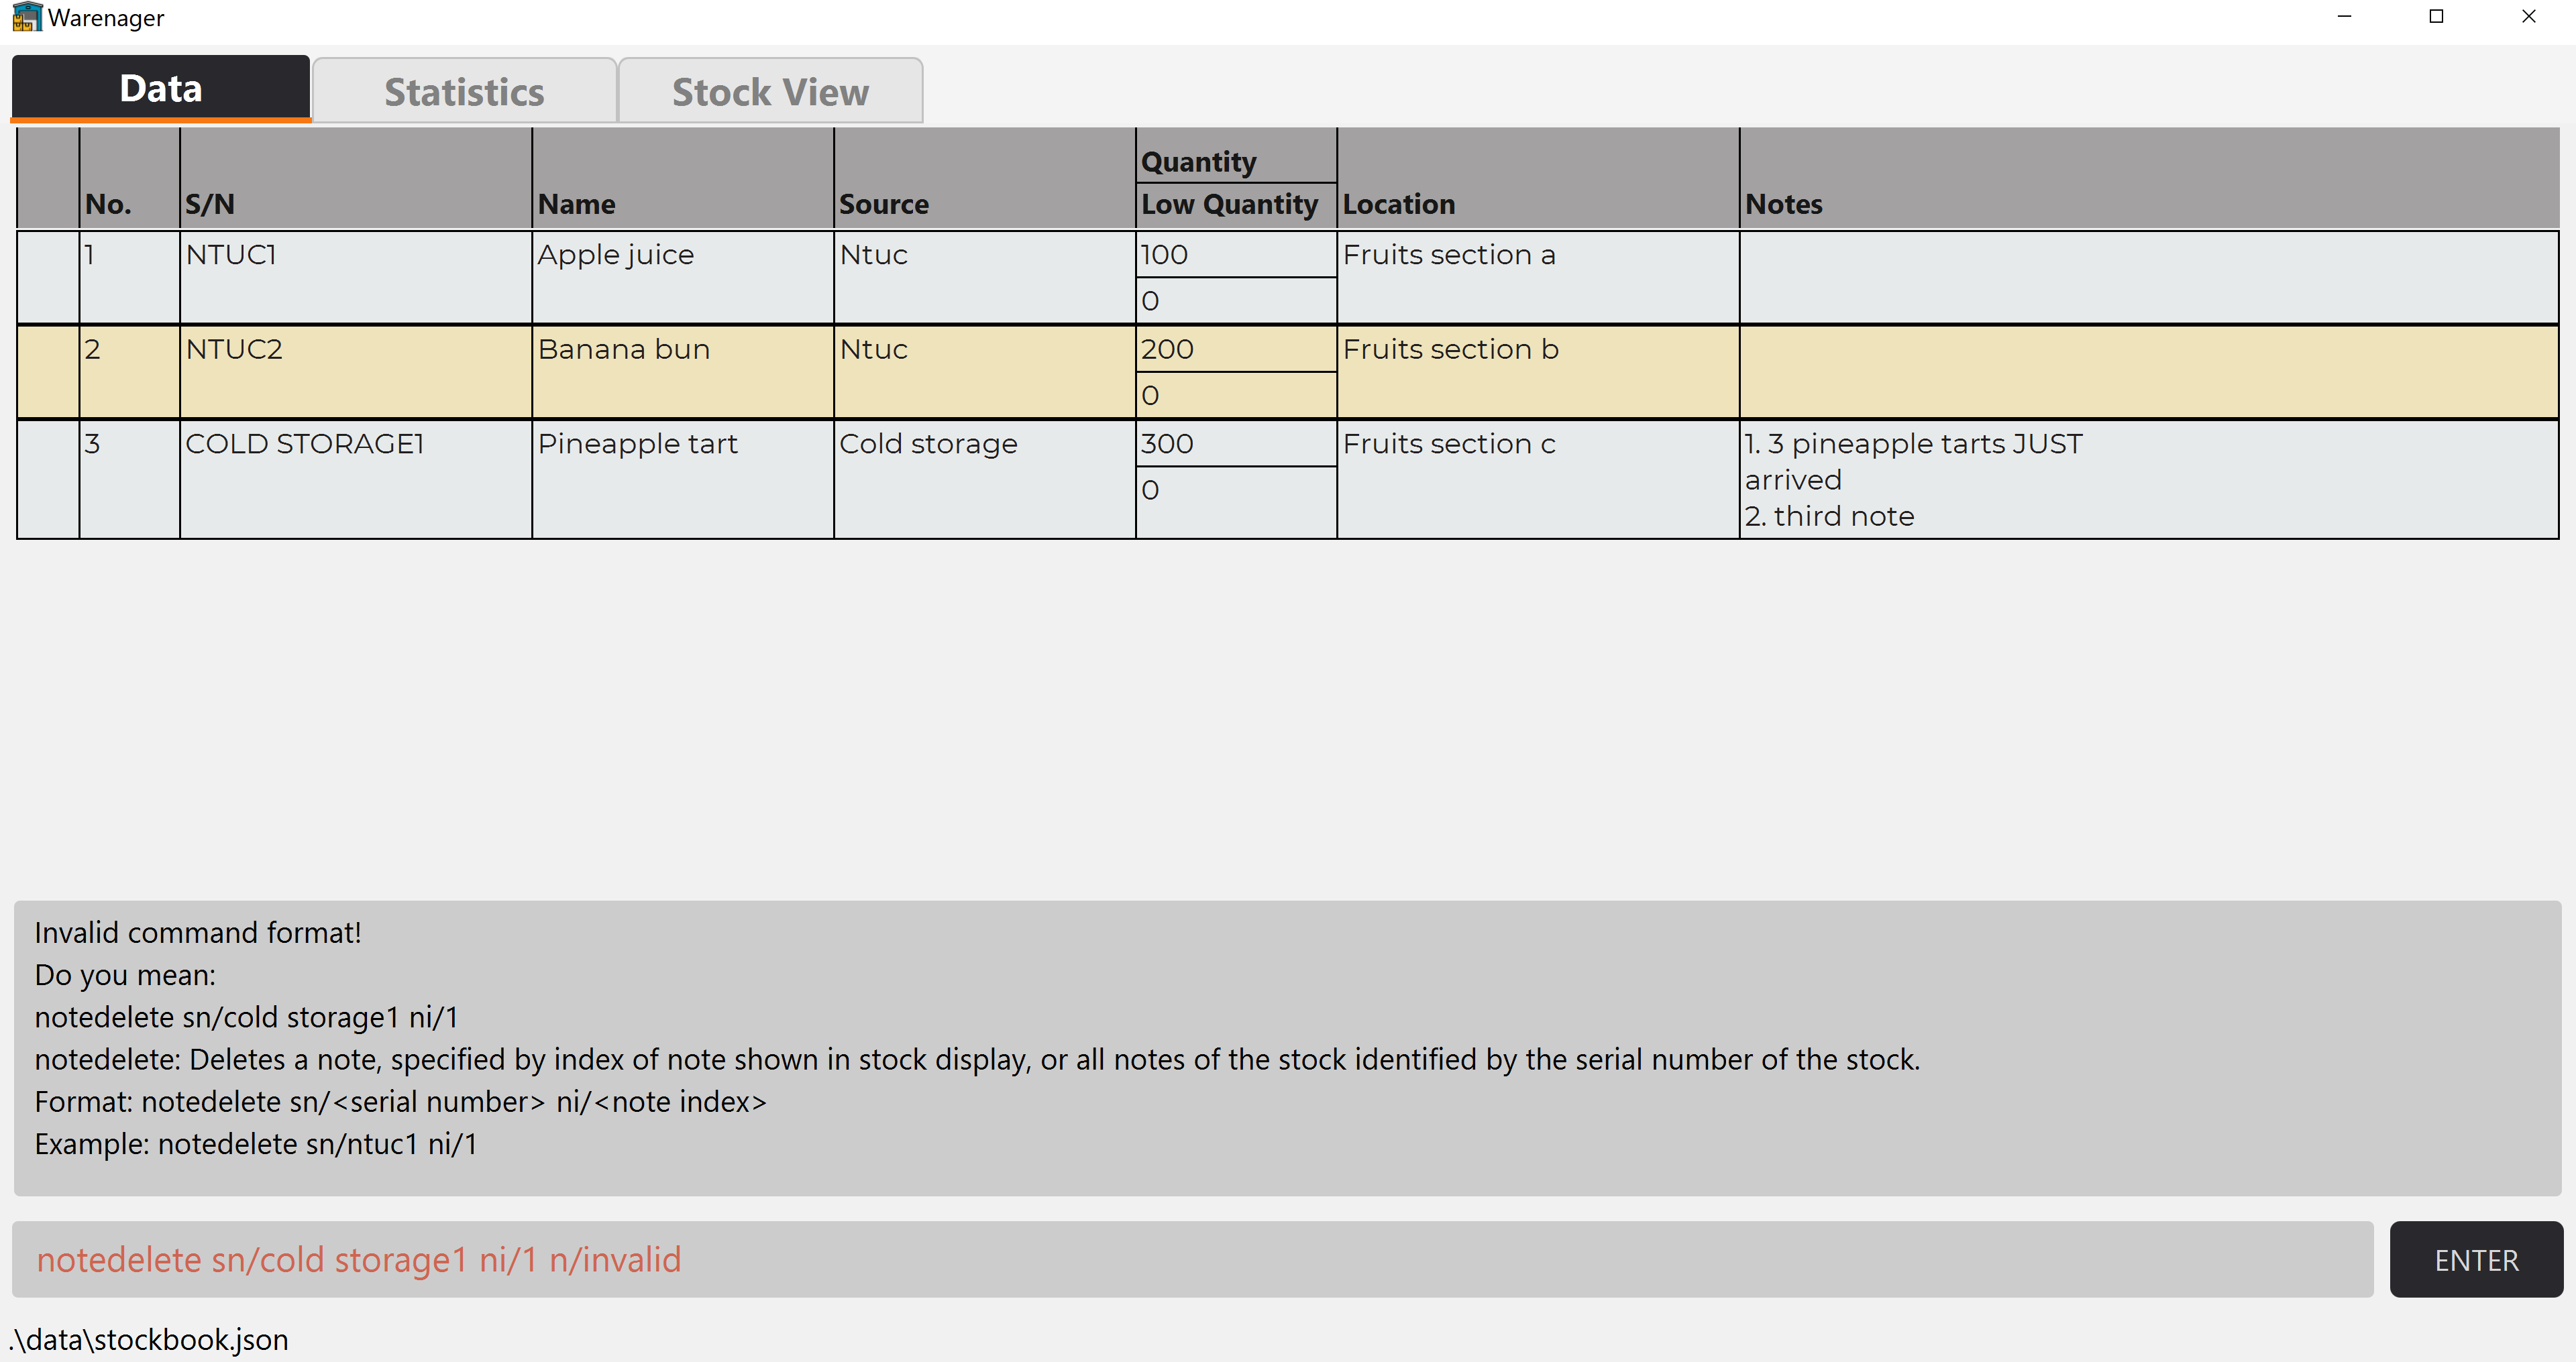 Warenager
Data Statistics Stock View
No. S/N Name Source Quantity Low Quantity Location Notes
1 NTUC1 Apple juice Ntuc 100 Fruits section a
0
2 NTUC2 Banana bun Ntuc 200 Fruits section b
0
3 COLD STORAGE1 Pineapple tart Cold storage 300 Fruits section c 1. 3 pineapple tarts JUST
arrived
0
2. third note
Invalid command format!
Do you mean:
notedelete sn/cold storage1 ni/1
notedelete: Deletes a note, specified by index of note shown in stock display, or all notes of the stock identified by the serial number of the stock.
Format: notedelete sn/<serial number> ni/<note index>
Example: notedelete sn/ntuc1 ni/1
notedelete sn/cold storage1 ni/1 n/invalid
ENTER
.\data\stockbook.json